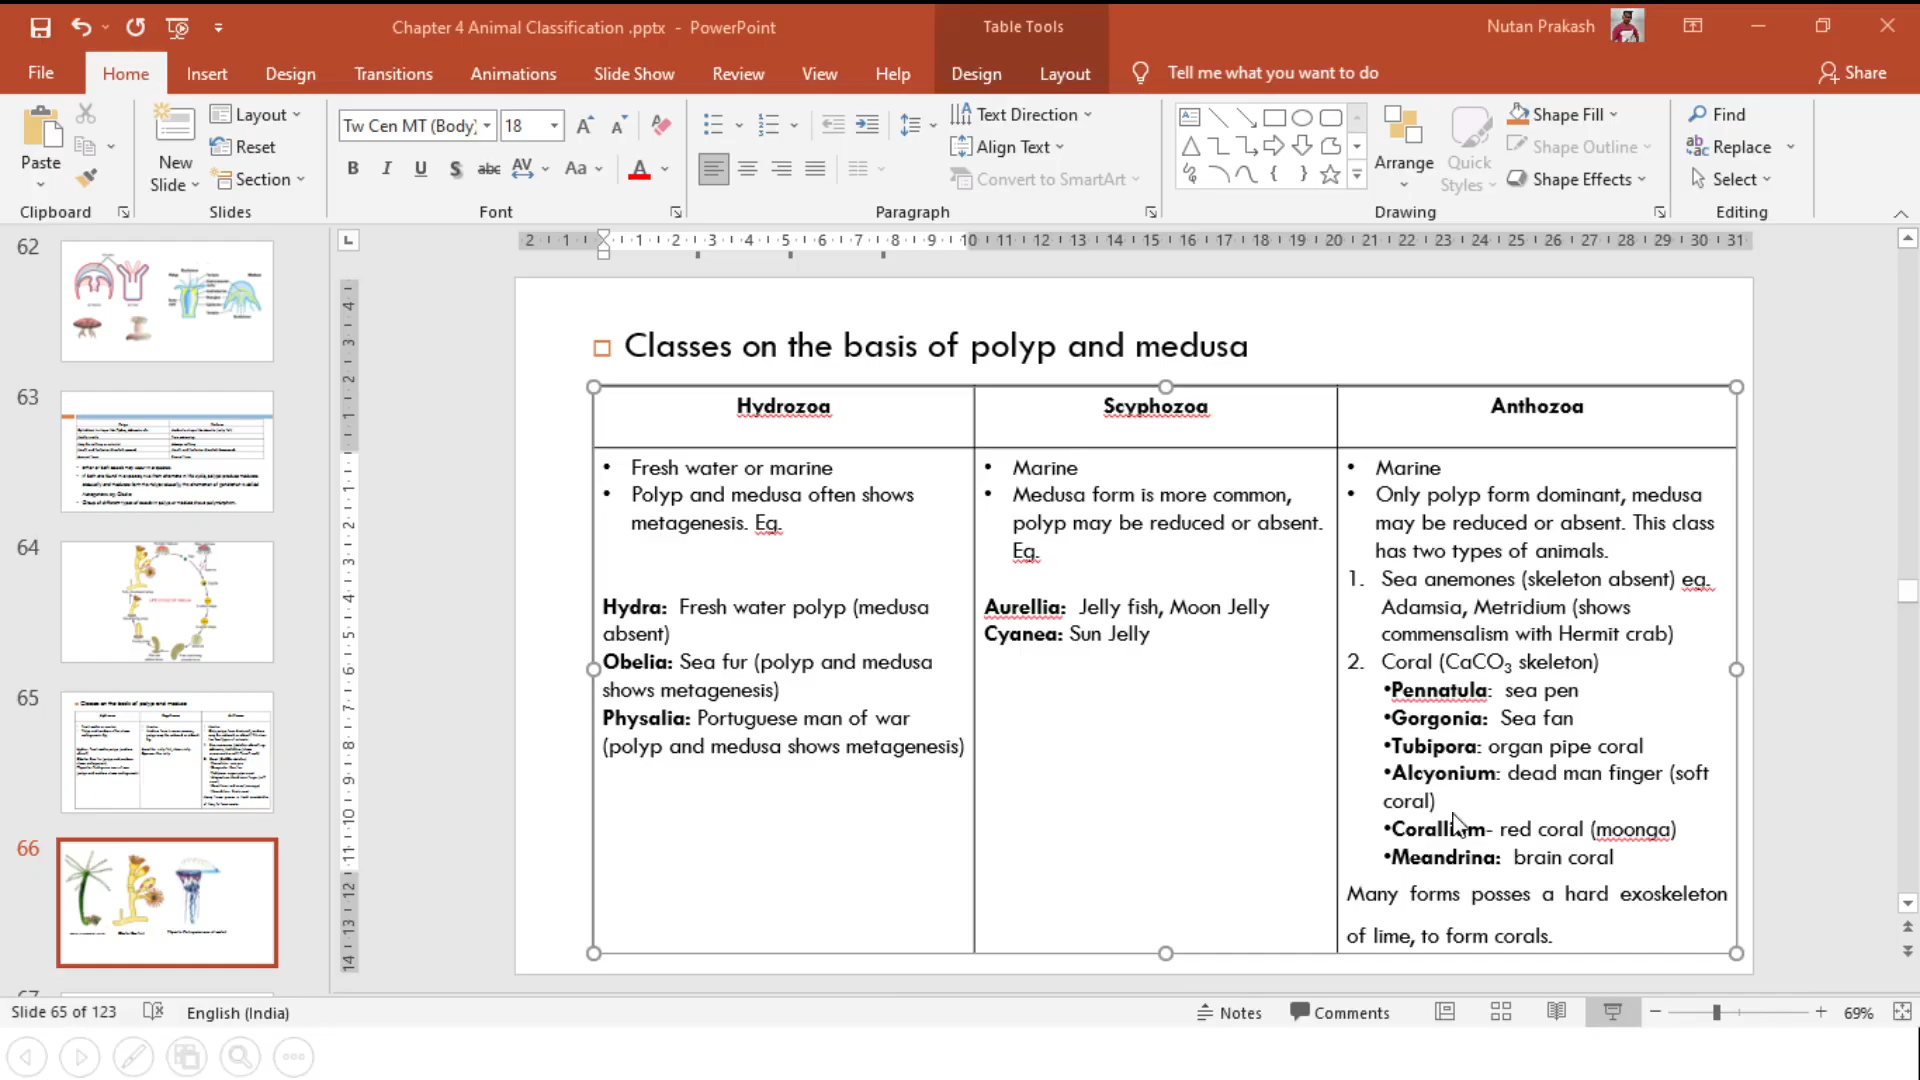 Chapter 4 Animal Classification .pptx - PowerPoint
Table Tools
Nutan Prakash
File Home Insert Design Transitions Animations Slide Show Review View Help Design Layout Tell me what you want to do Share
Paste
New Slide
Layout
Reset
Section
Tw Cen MT (Body) 18
Text Direction
Align Text
Convert to SmartArt
Arrange
Quick Styles
Shape Fill
Shape Outline
Shape Effects
Find
Replace
Select
Clipboard Slides Font Paragraph Drawing Editing
62
63
64
65
66
67
Classes on the basis of polyp and medusa
Hydrozoa
• Fresh water or marine
• Polyp and medusa often shows
metagenesis. Eg.
Hydra: Fresh water polyp (medusa
absent)
Obelia: Sea fur (polyp and medusa
shows metagenesis)
Physalia: Portuguese man of war
(polyp and medusa shows metagenesis)
Scyphozoa
• Marine
• Medusa form is more common,
polyp may be reduced or absent.
Eg.
Aurellia: Jelly fish, Moon Jelly
Cyanea: Sun Jelly
Anthozoa
• Marine
• Only polyp form dominant, medusa
may be reduced or absent. This class
has two types of animals.
1. Sea anemones (skeleton absent) eg.
Adamsia, Metridium (shows
commensalism with Hermit crab)
2. Coral (CaCO₃ skeleton)
•Pennatula: sea pen
•Gorgonia: Sea fan
•Tubipora: organ pipe coral
•Alcyonium: dead man finger (soft
coral)
•Corallium- red coral (moonga)
•Meandrina: brain coral
Many forms posses a hard exoskeleton
of lime, to form corals.
Slide 65 of 123 English (India) Notes Comments 69%